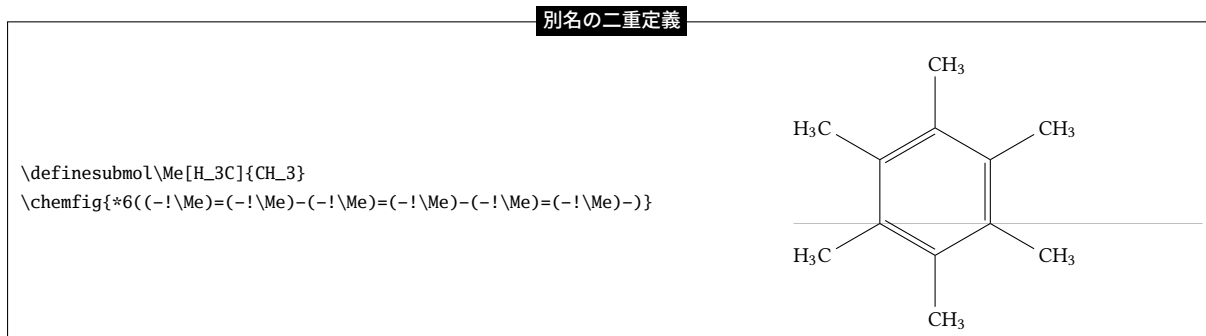 別名の二重定義
\definesubmol\Me[H_3C]{CH_3}
\chemfig{*6((-!\Me)=(-!\Me)-(-!\Me)=(-!\Me)-(-!\Me)=(-!\Me)-)}
CH₃
H₃C CH₃
H₃C CH₃
CH₃